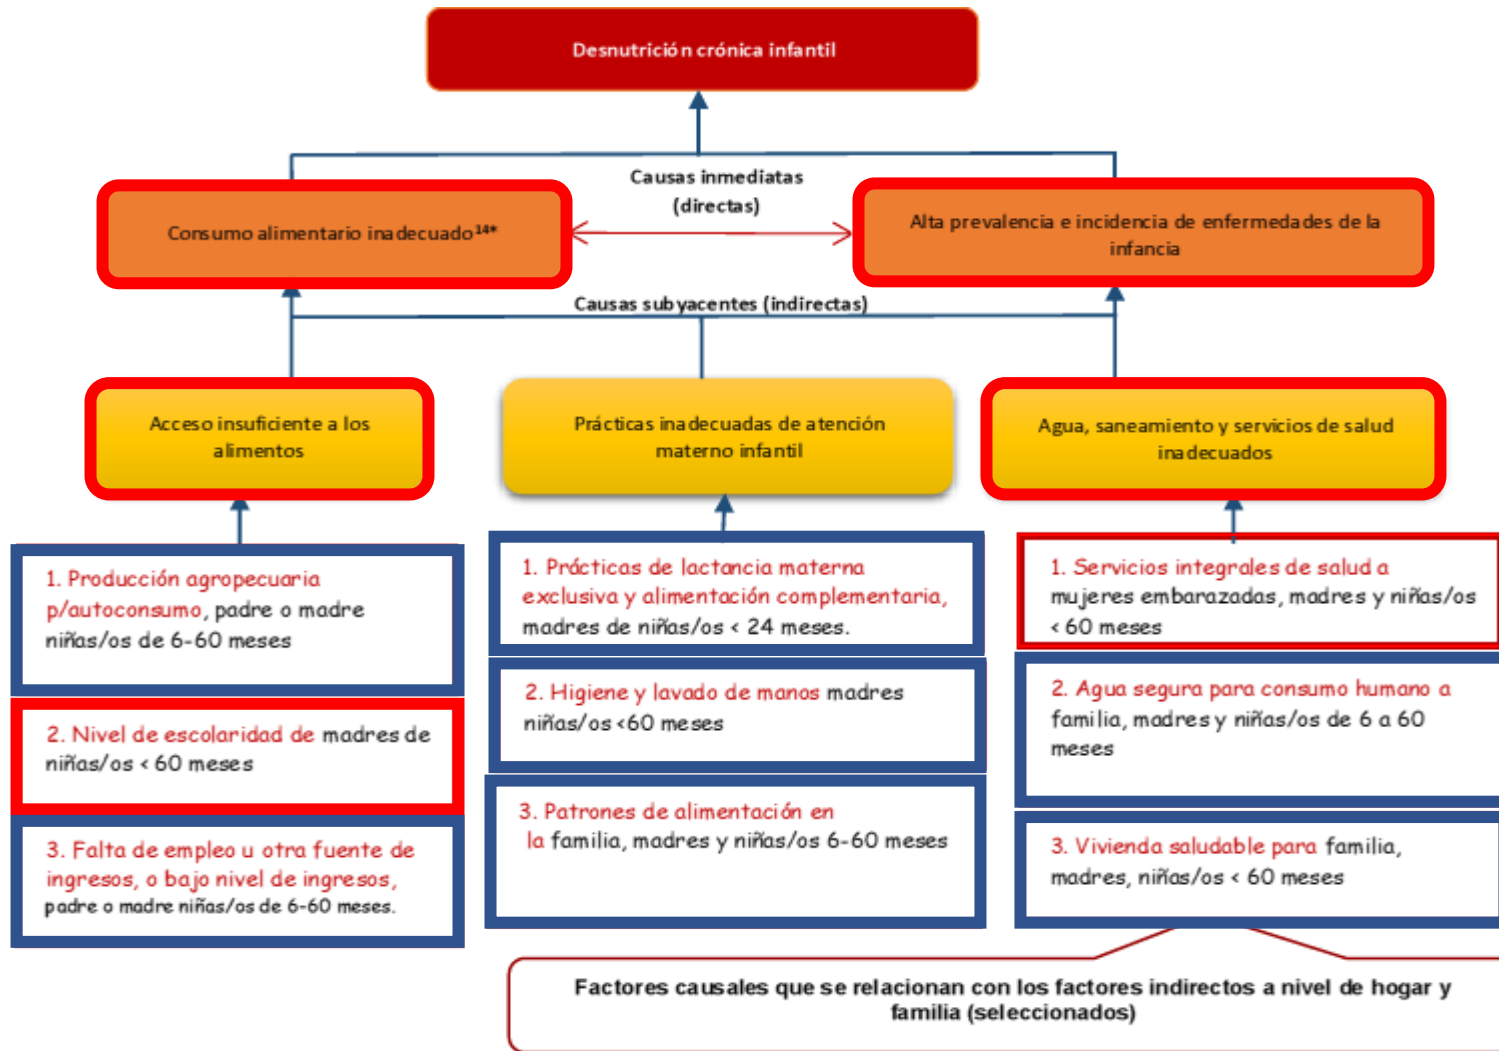 Desnutrición crónica infantil
Causas inmediatas
(directas)
Consumo alimentario inadecuado¹⁴*
Alta prevalencia e incidencia de enfermedades de la
infancia
Causas subyacentes (indirectas)
Acceso insuficiente a los
alimentos
Prácticas inadecuadas de atención
materno infantil
Agua, saneamiento y servicios de salud
inadecuados
1. Producción agropecuaria
p/autoconsumo, padre o madre
niñas/os de 6-60 meses
2. Nivel de escolaridad de madres de
niñas/os < 60 meses
3. Falta de empleo u otra fuente de
ingresos, o bajo nivel de ingresos,
padre o madre niñas/os de 6-60 meses.
1. Prácticas de lactancia materna
exclusiva y alimentación complementaria,
madres de niñas/os < 24 meses.
2. Higiene y lavado de manos madres
niñas/os <60 meses
3. Patrones de alimentación en
la familia, madres y niñas/os 6-60 meses
1. Servicios integrales de salud a
mujeres embarazadas, madres y niñas/os
< 60 meses
2. Agua segura para consumo humano a
familia, madres y niñas/os de 6 a 60
meses
3. Vivienda saludable para familia,
madres, niñas/os < 60 meses
Factores causales que se relacionan con los factores indirectos a nivel de hogar y
familia (seleccionados)